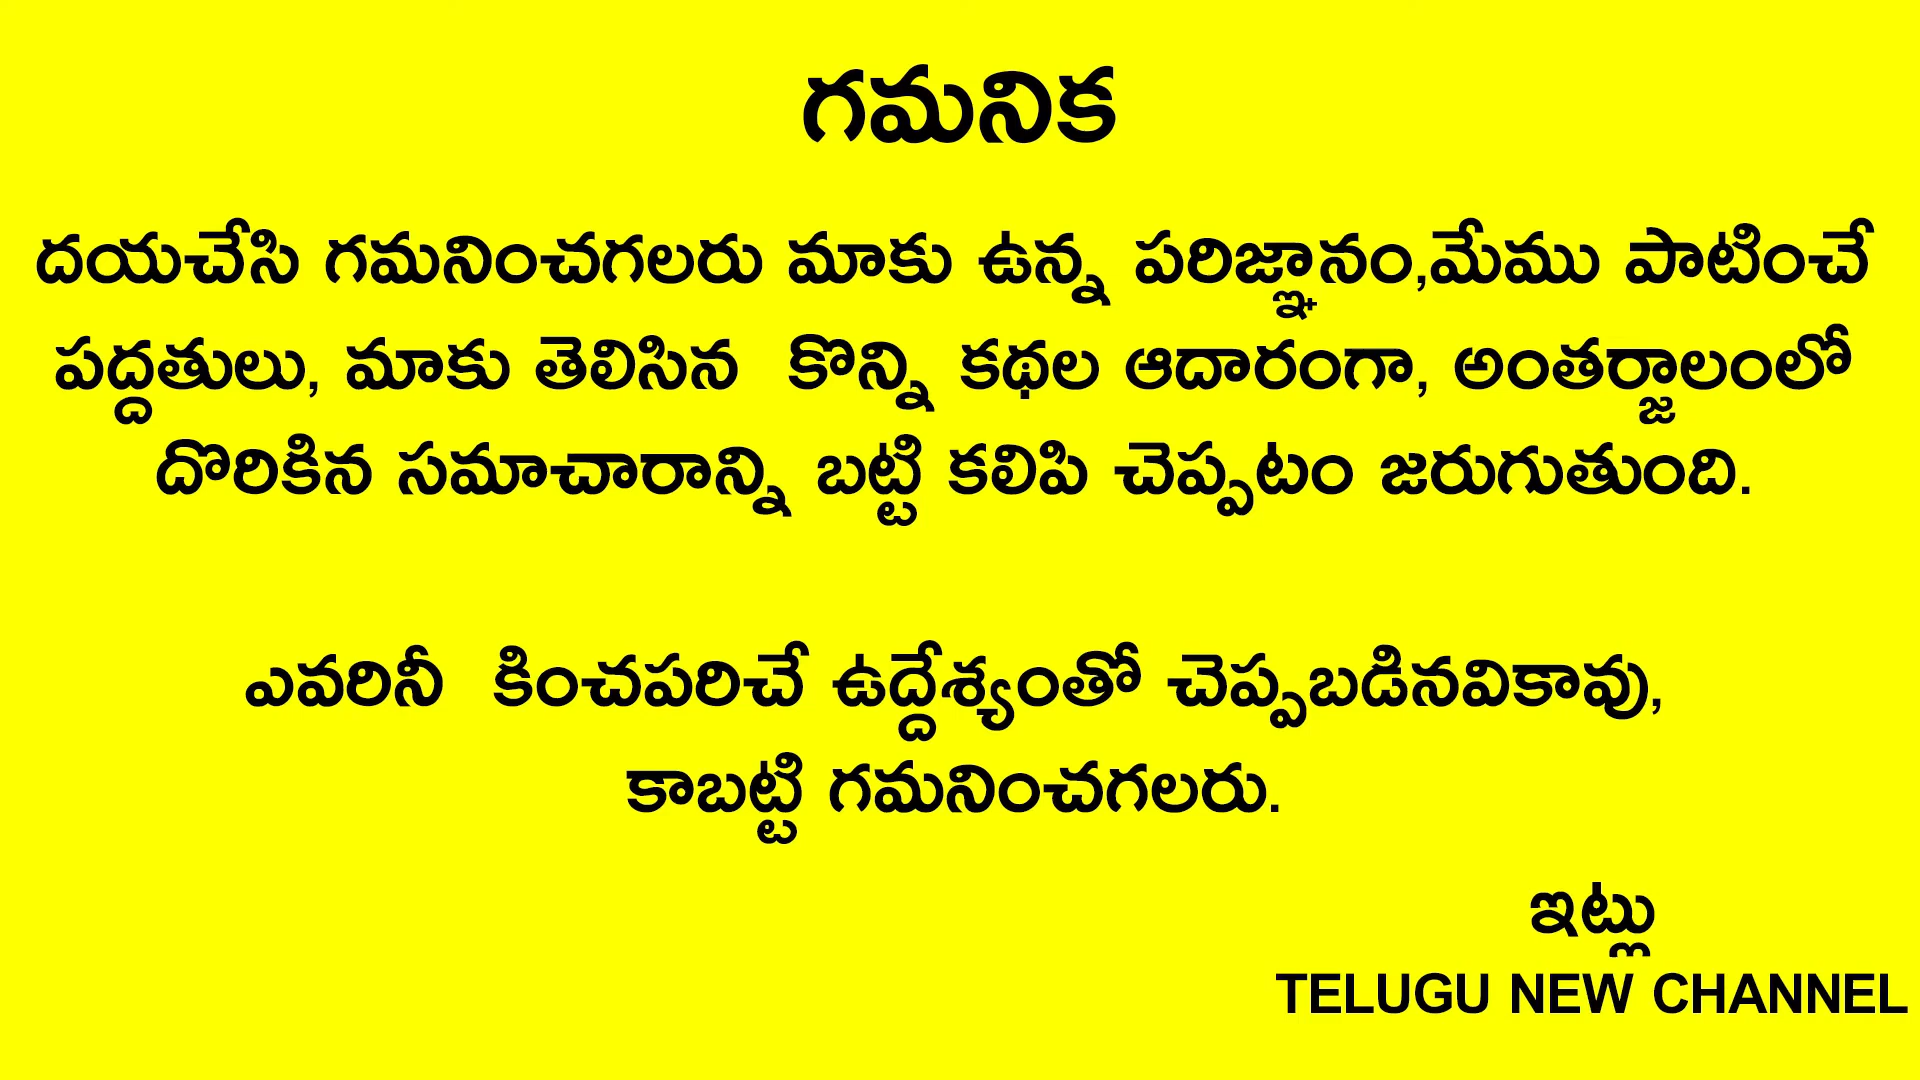 గమనిక
దయచేసి గమనించగలరు మాకు ఉన్న పరిజ్ఞానం,మేము పాటించే
పద్దతులు, మాకు తెలిసిన కొన్ని కథల ఆదారంగా, అంతర్జాలంలో
దొరికిన సమాచారాన్ని బట్టి కలిపి చెప్పటం జరుగుతుంది.
ఎవరినీ కించపరిచే ఉద్దేశ్యంతో చెప్పబడినవికావు,
కాబట్టి గమనించగలరు.
ఇట్లు
TELUGU NEW CHANNEL